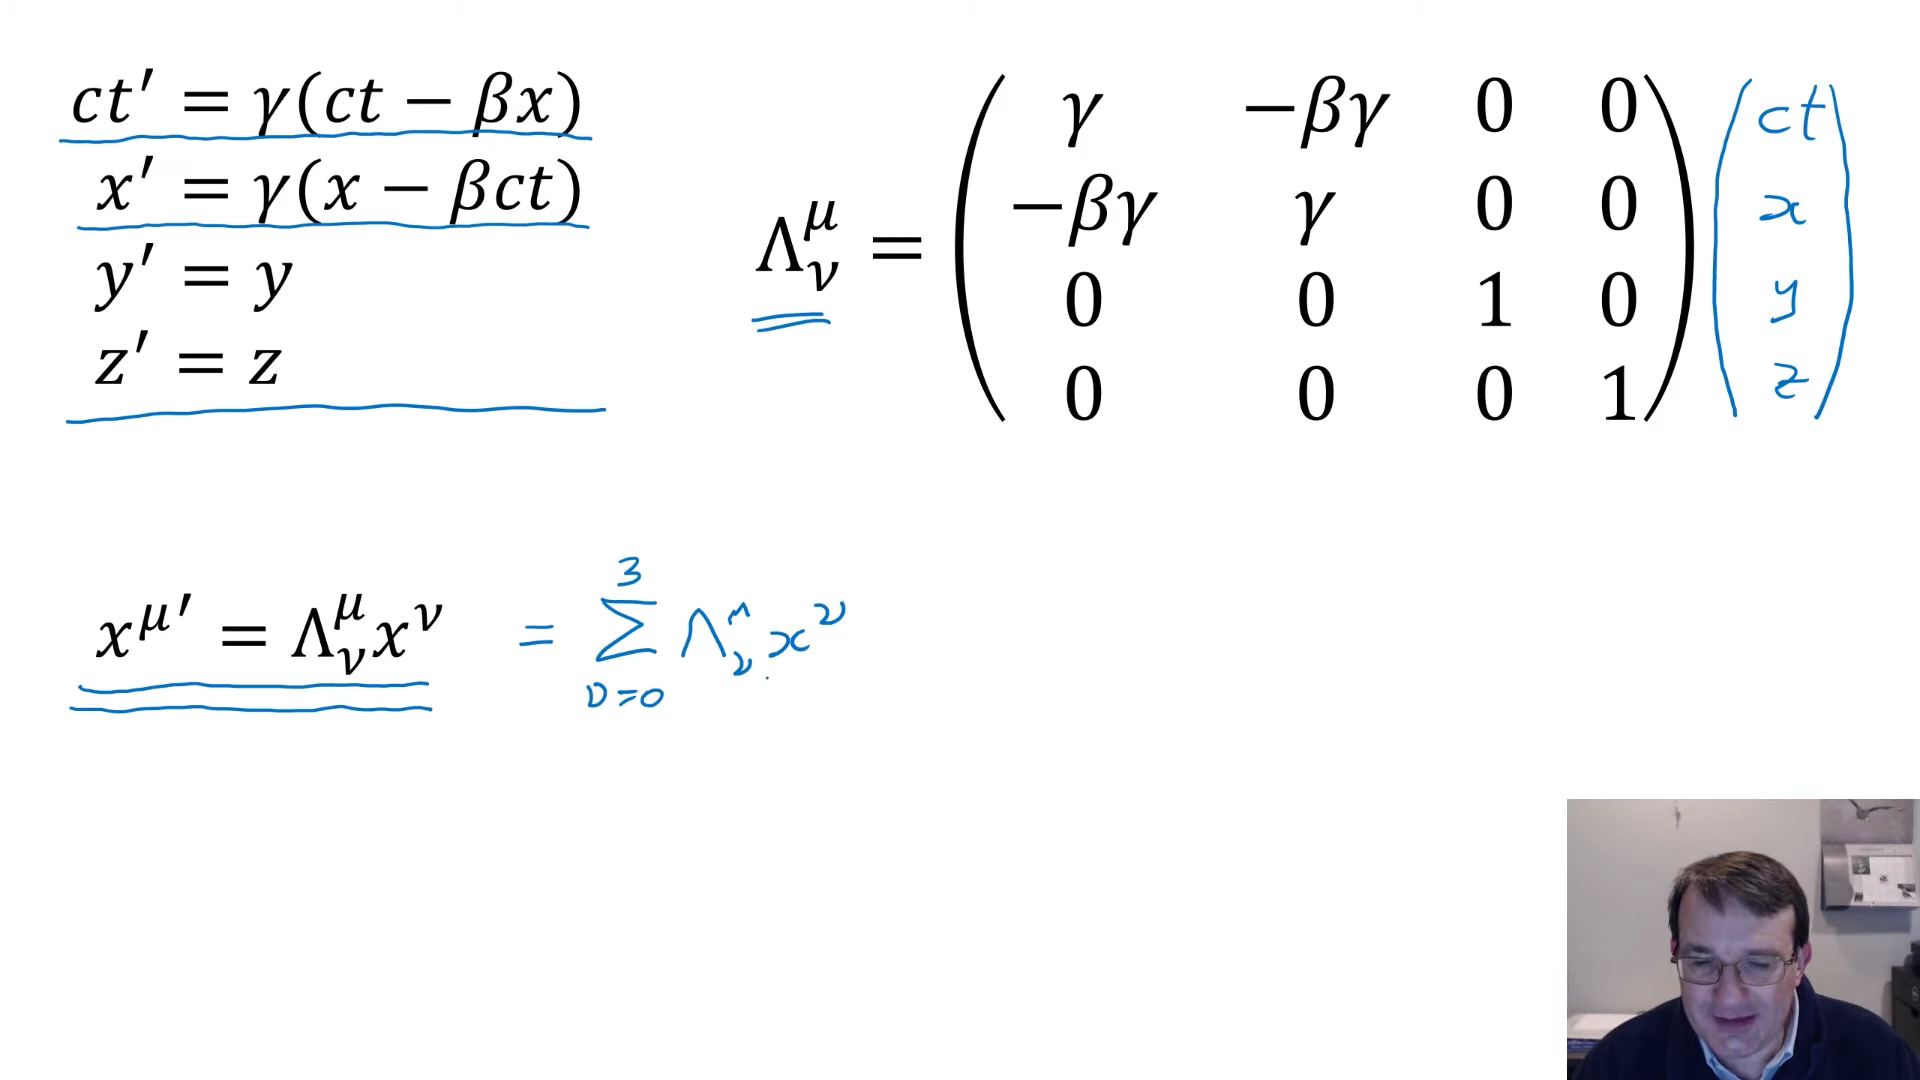 ct′ = γ(ct − βx)
x′ = γ(x − βct)
y′ = y
z′ = z
Λ^μ_ν = ( γ −βγ 0 0 ) ( ct )
( −βγ γ 0 0 ) ( x )
( 0 0 1 0 ) ( y )
( 0 0 0 1 ) ( z )
x^μ′ = Λ^μ_ν x^ν = ∑_{ν=0}^{3} Λ^μ_ν x^ν